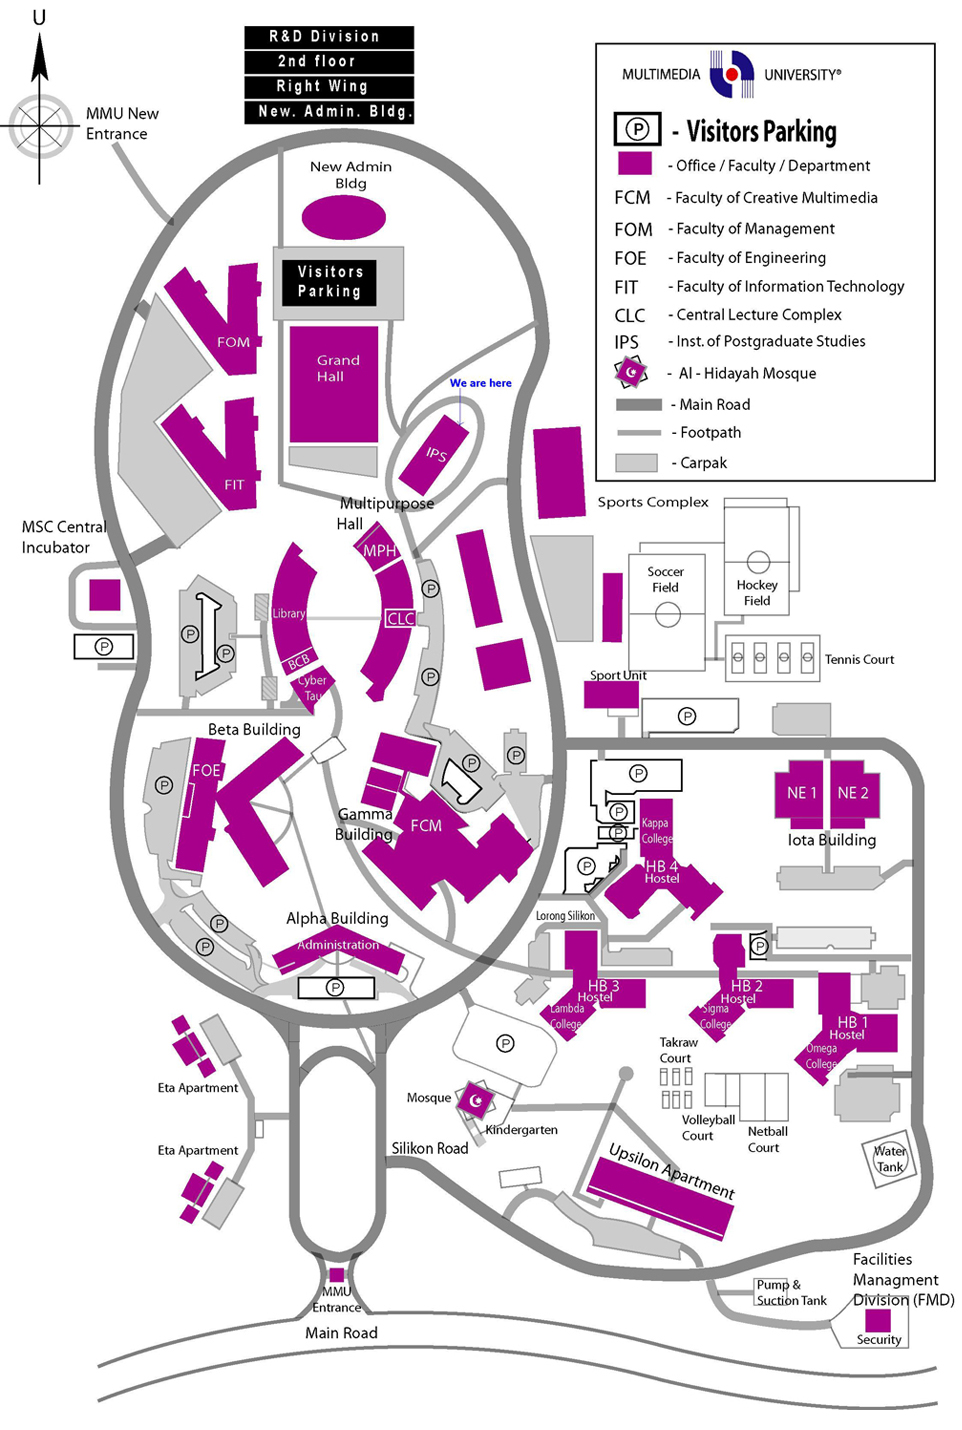 U
R&D Division
2nd floor
Right Wing
New. Admin. Bldg.
MMU New
Entrance
MULTIMEDIA UNIVERSITY®
P - Visitors Parking
- Office / Faculty / Department
FCM - Faculty of Creative Multimedia
FOM - Faculty of Management
FOE - Faculty of Engineering
FIT - Faculty of Information Technology
CLC - Central Lecture Complex
IPS - Inst. of Postgraduate Studies
- Al - Hidayah Mosque
- Main Road
- Footpath
- Carpak
New Admin
Bldg
Visitors
Parking
FOM
Grand
Hall
We are here
IPS
FIT
Multipurpose
Hall
MPH
Sports Complex
MSC Central
Incubator
Soccer
Field
Hockey
Field
P
Library
CLC
P
P
P
P
BCB
Cyber
Tau
P
Tennis Court
Sport Unit
P
Beta Building
FOE
P
P
P
P
NE 1
NE 2
Gamma
Building
FCM
P
P
Kappa
College
Iota Building
P
HB 4
Hostel
Alpha Building
Administration
P
P
P
Lorong Silikon
P
HB 3
Hostel
Lambda
College
HB 2
Hostel
Sigma
College
HB 1
Hostel
Omega
College
P
Takraw
Court
Eta Apartment
Mosque
Kindergarten
Volleyball
Court
Netball
Court
Eta Apartment
Silikon Road
Upsilon Apartment
Water
Tank
MMU
Entrance
Main Road
Pump &
Suction Tank
Facilities
Managment
Division (FMD)
Security